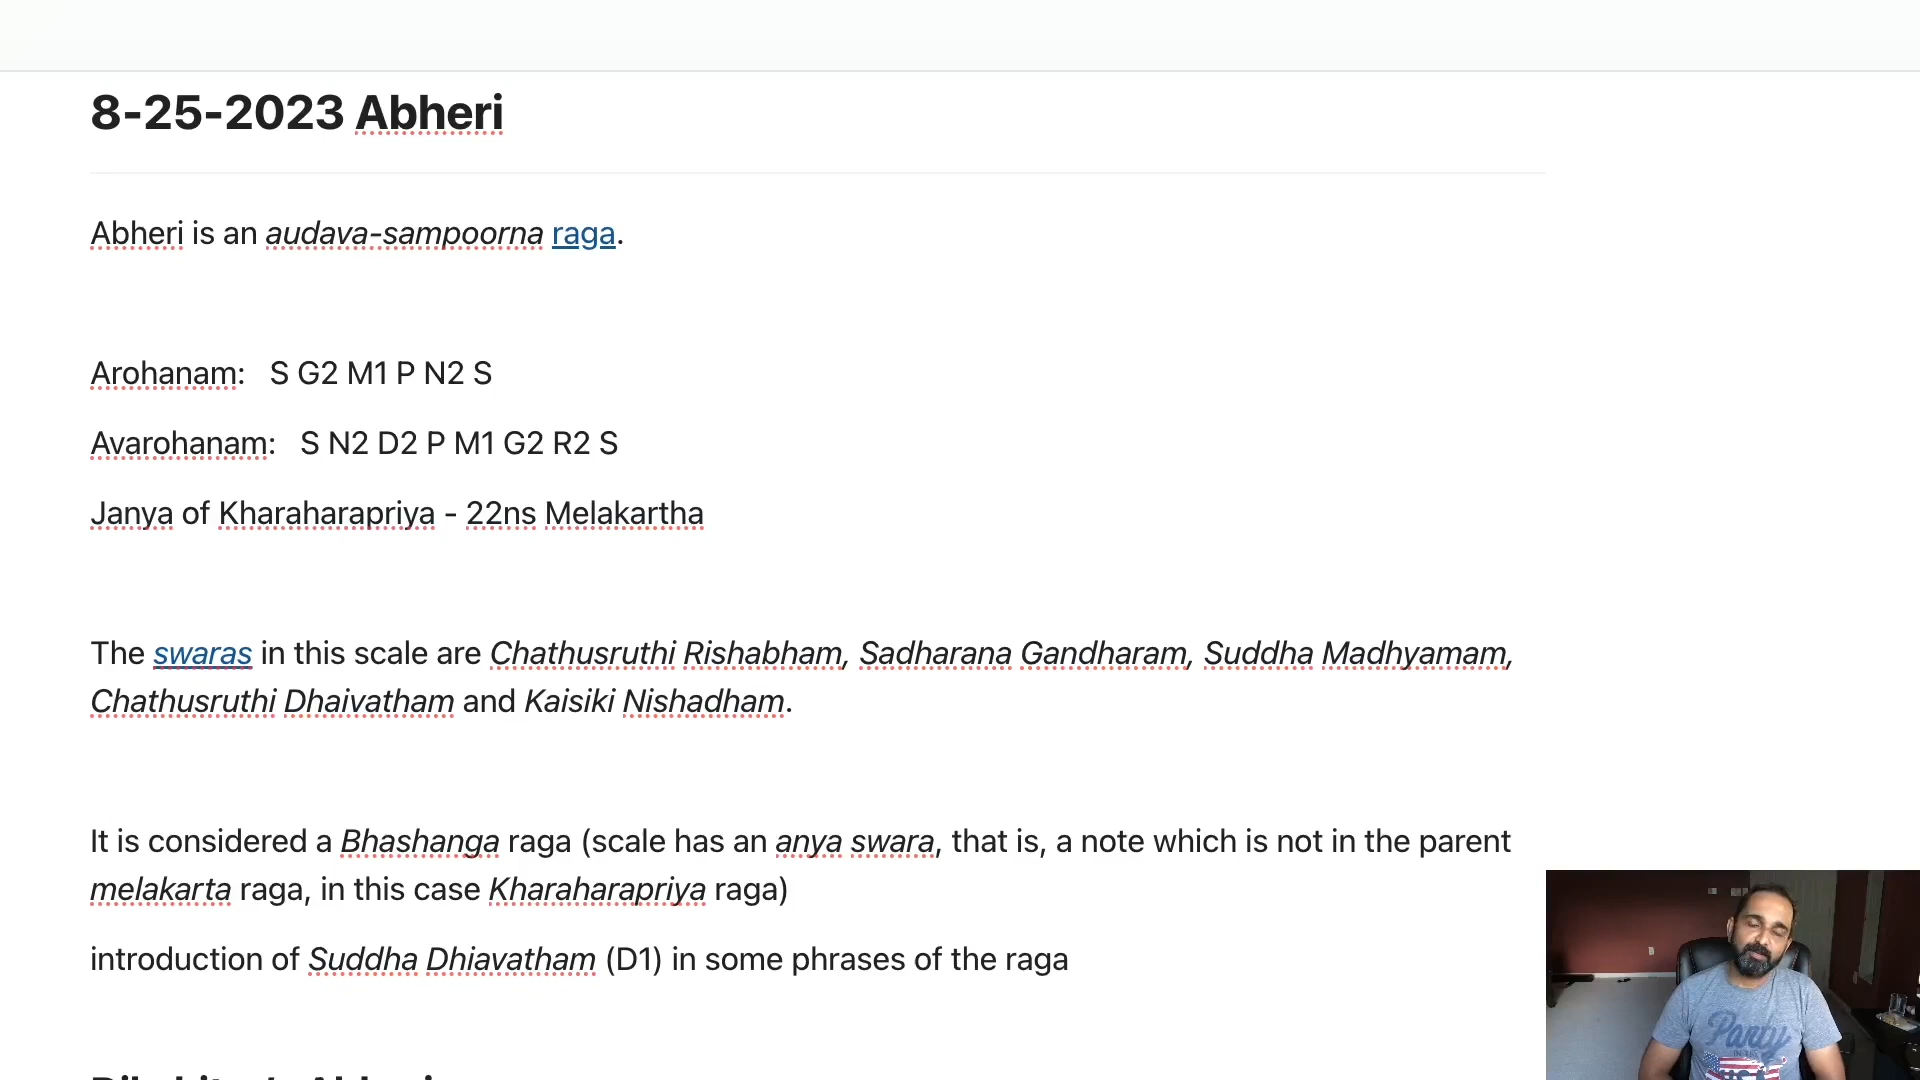 8-25-2023 Abheri
Abheri is an audava-sampoorna raga.
Arohanam: S G2 M1 P N2 S
Avarohanam: S N2 D2 P M1 G2 R2 S
Janya of Kharaharapriya - 22ns Melakartha
The swaras in this scale are Chathusruthi Rishabham, Sadharana Gandharam, Suddha Madhyamam,
Chathusruthi Dhaivatham and Kaisiki Nishadham.
It is considered a Bhashanga raga (scale has an anya swara, that is, a note which is not in the parent
melakarta raga, in this case Kharaharapriya raga)
introduction of Suddha Dhiavatham (D1) in some phrases of the raga
Party
IN THE